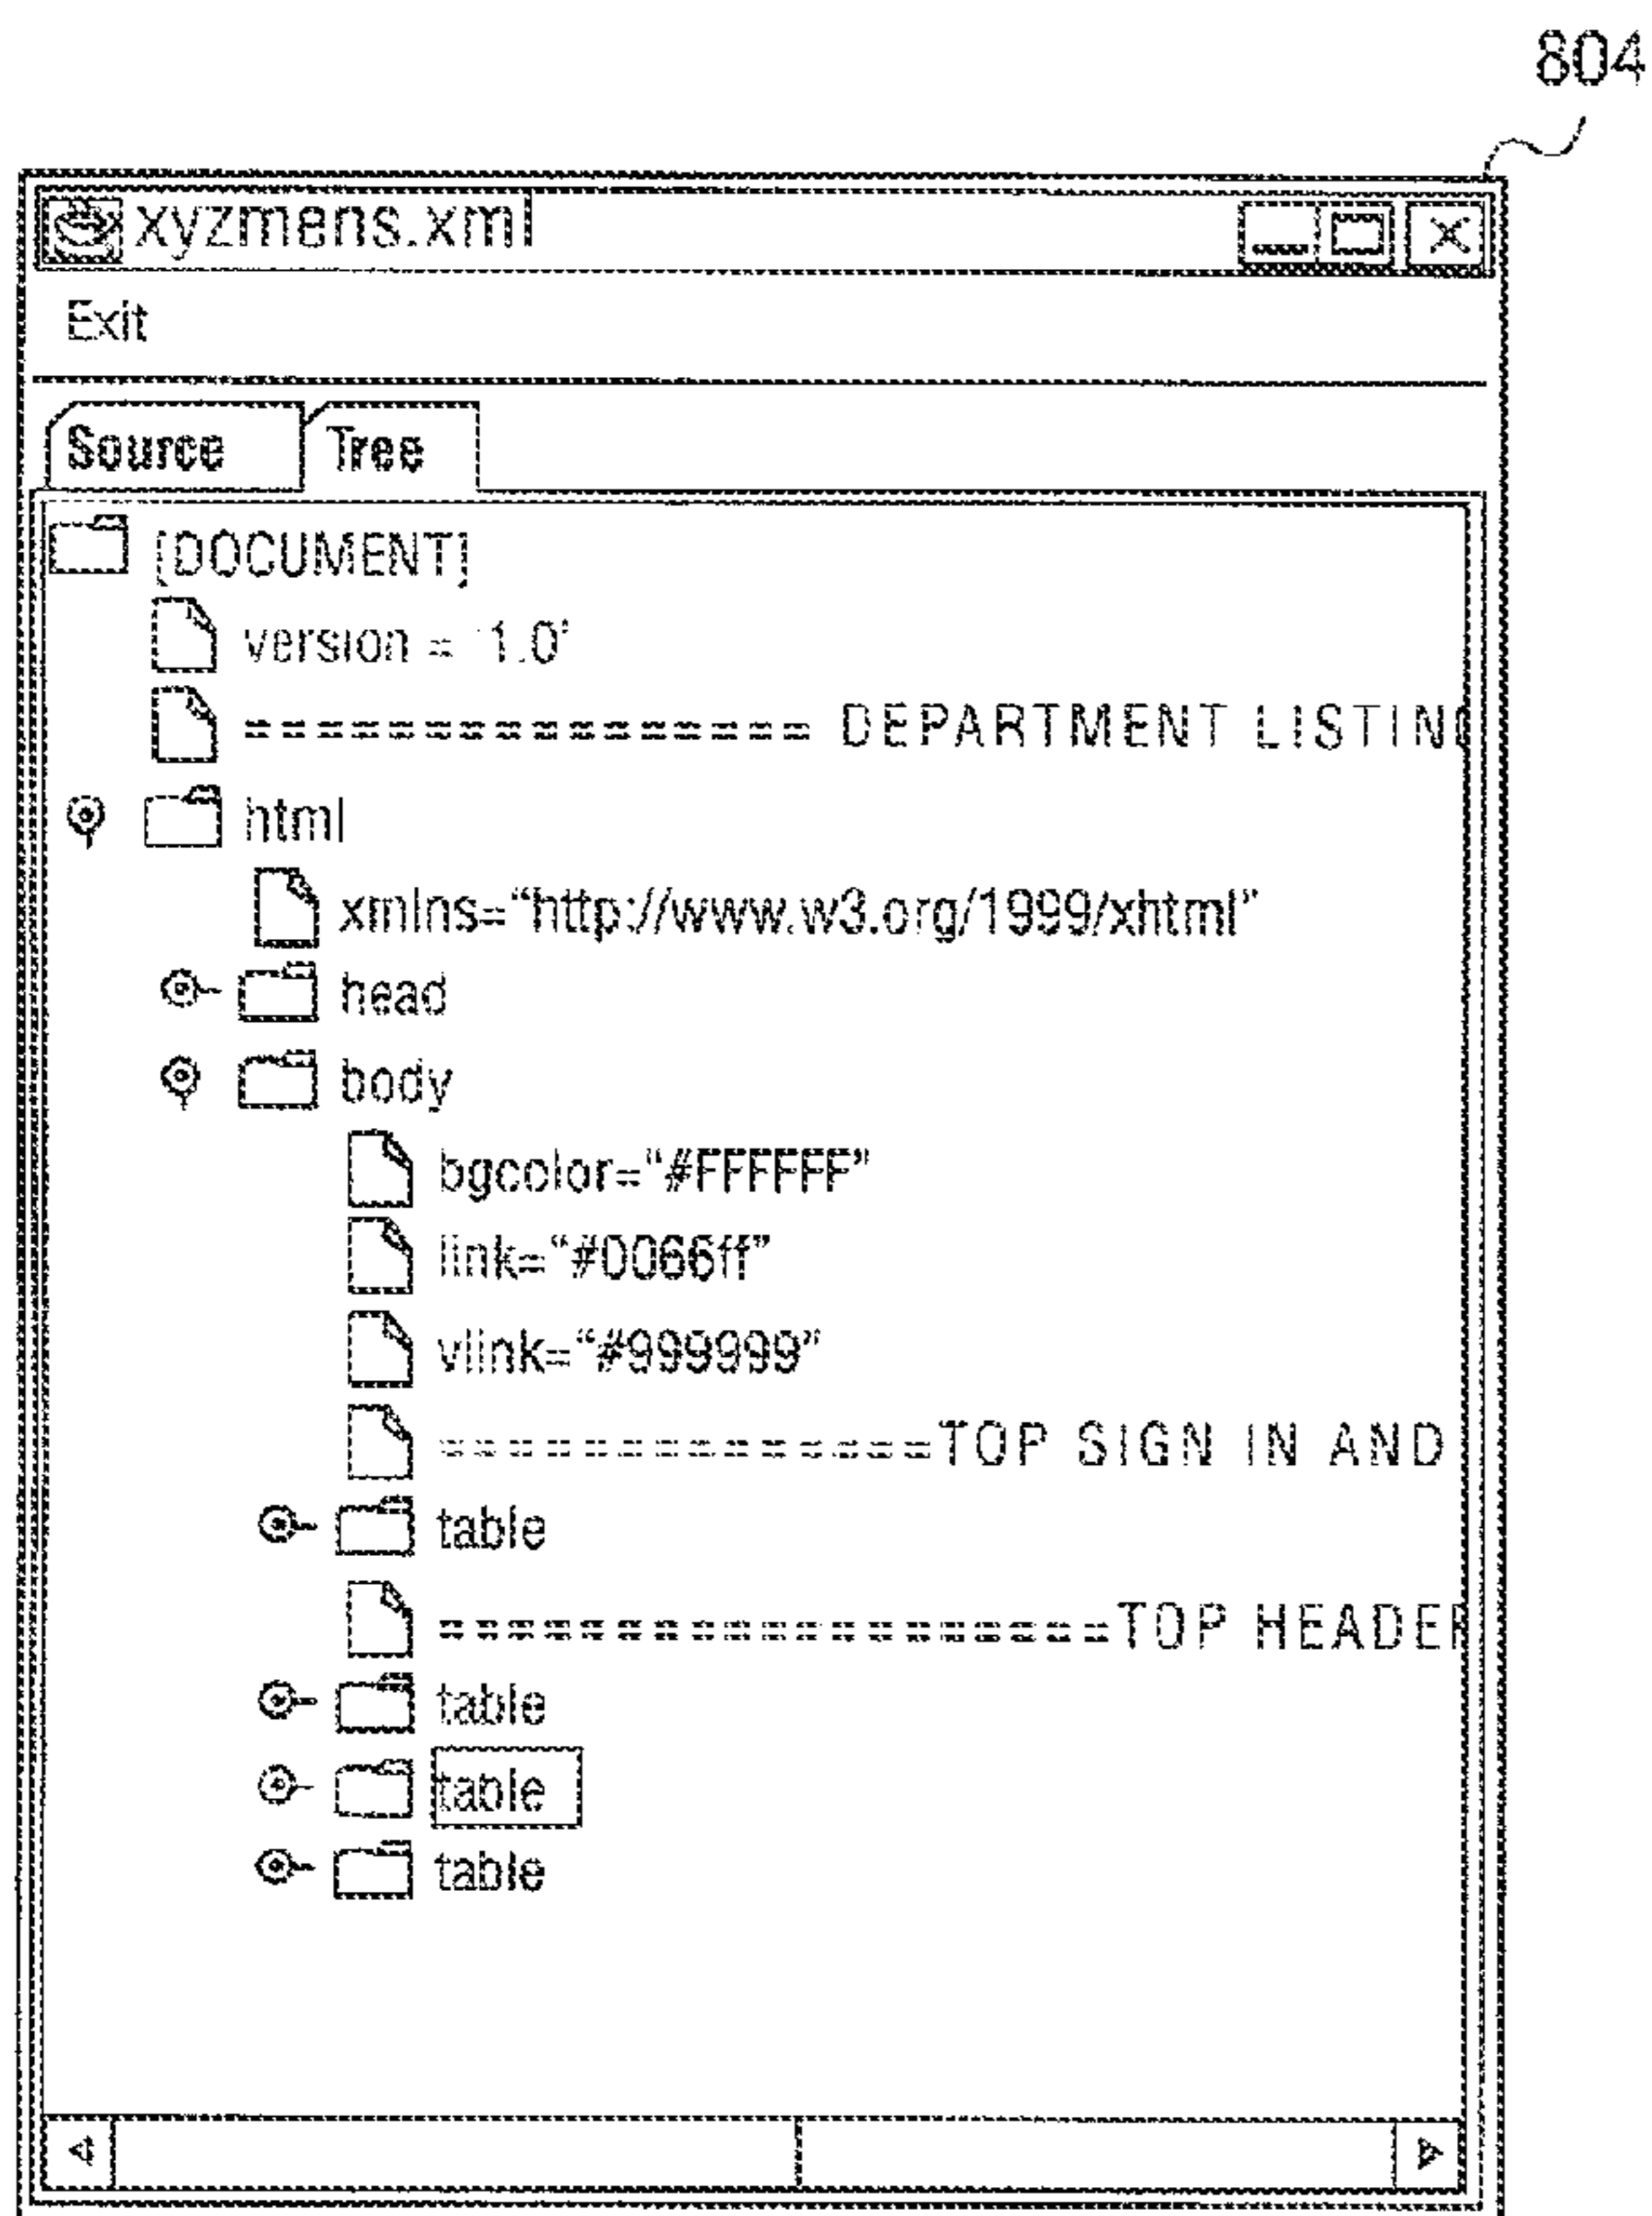 804
xyzmens.xml
Exit
Source Tree
[DOCUMENT]
version = '1.0'
================ DEPARTMENT LISTING
html
xmlns="http://www.w3.org/1999/xhtml"
head
body
bgcolor="#FFFFFF"
link="#0066ff"
vlink="#999999"
==============TOP SIGN IN AND
table
===================TOP HEADER
table
table
table